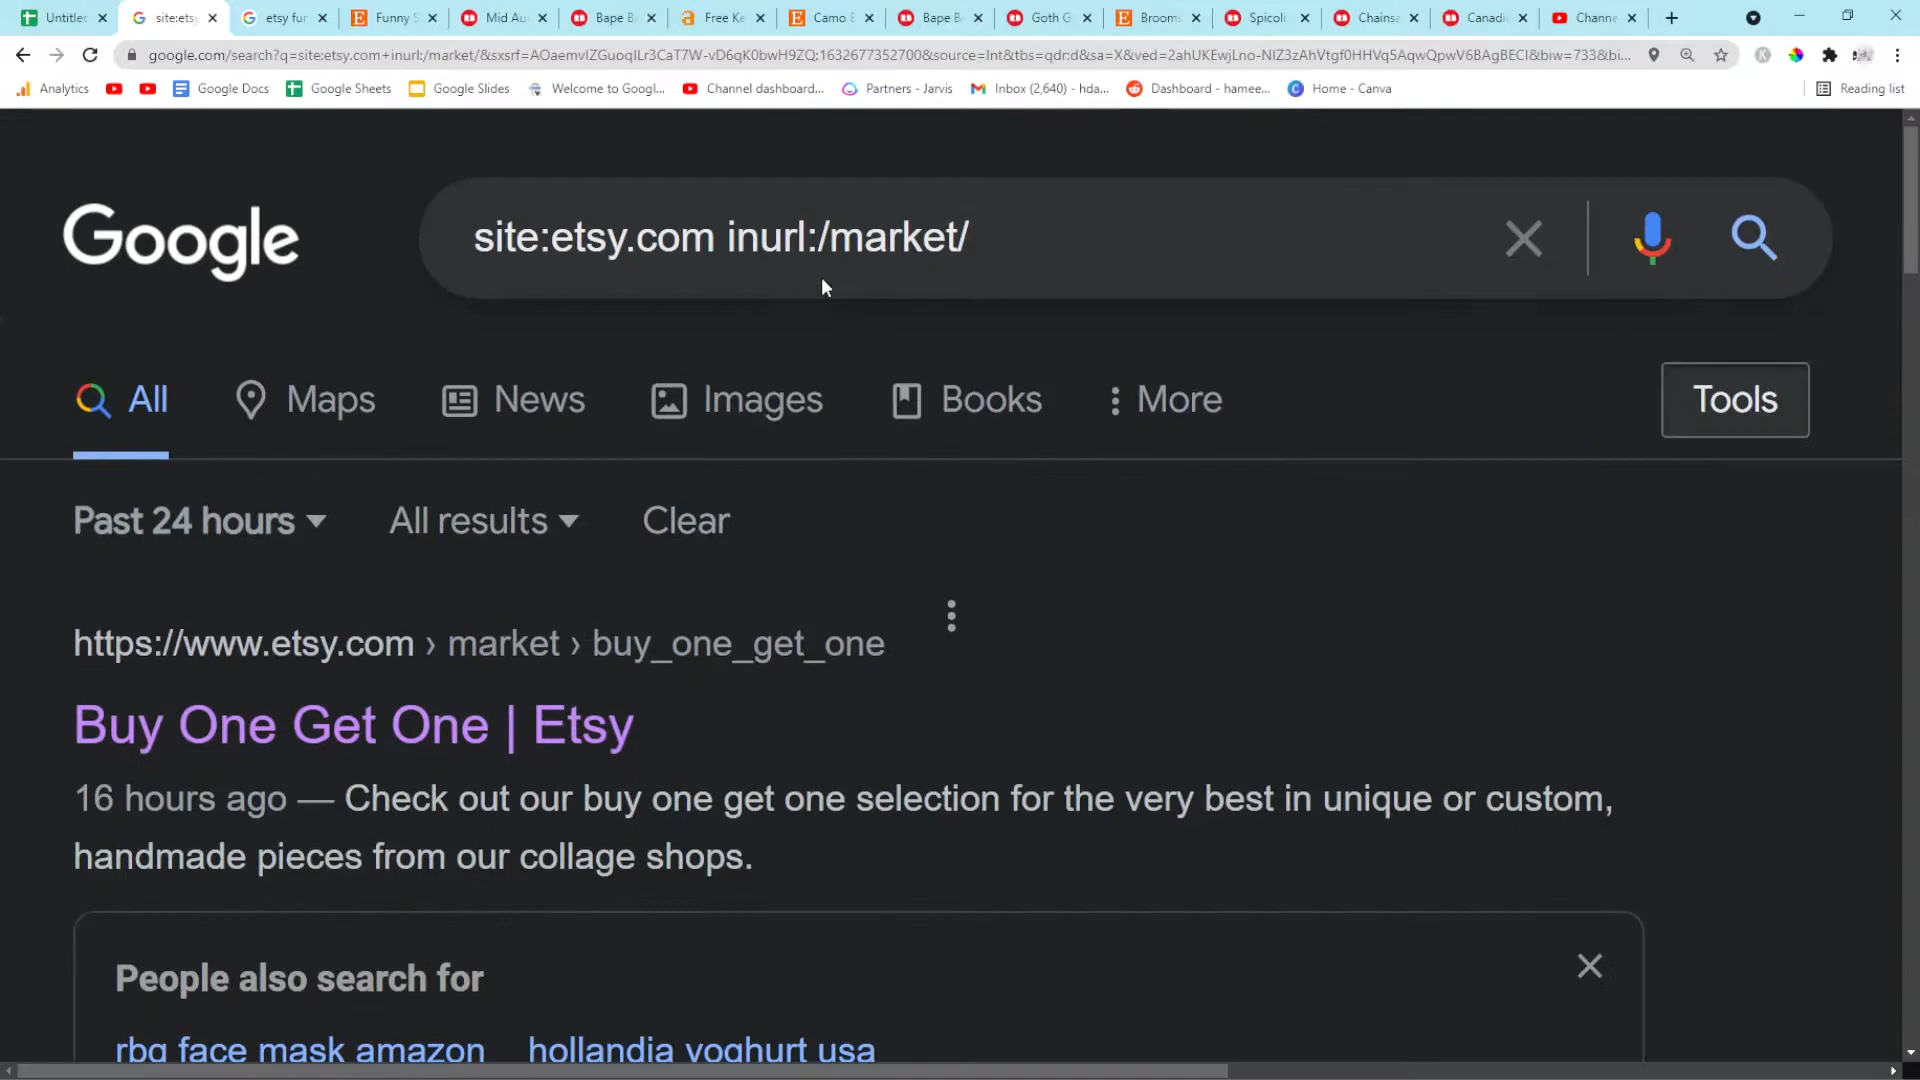 Untitled
site:etsy
etsy fun
Funny S
Mid Au
Bape B
Free Ke
Camo B
Bape B
Goth G
Brooms
Spicoli
Chainsa
Canadi
Channe
google.com/search?q=site:etsy.com+inurl:/market/&sxsrf=AOaemvIZGuoqILr3CaT7W-vD6qK0bwH9ZQ:1632677352700&source=lnt&tbs=qdr:d&sa=X&ved=2ahUKEwjLno-NIZ3zAhVtgf0HHVq5AqwQpwV6BAgBECI&biw=733&bi...
Analytics
Google Docs
Google Sheets
Google Slides
Welcome to Googl...
Channel dashboard...
Partners - Jarvis
Inbox (2,640) - hda...
Dashboard - hamee...
Home - Canva
Reading list
Google
site:etsy.com inurl:/market/
All
Maps
News
Images
Books
More
Tools
Past 24 hours
All results
Clear
https://www.etsy.com › market › buy_one_get_one
Buy One Get One | Etsy
16 hours ago — Check out our buy one get one selection for the very best in unique or custom,
handmade pieces from our collage shops.
People also search for
rbg face mask amazon
hollandia yoghurt usa